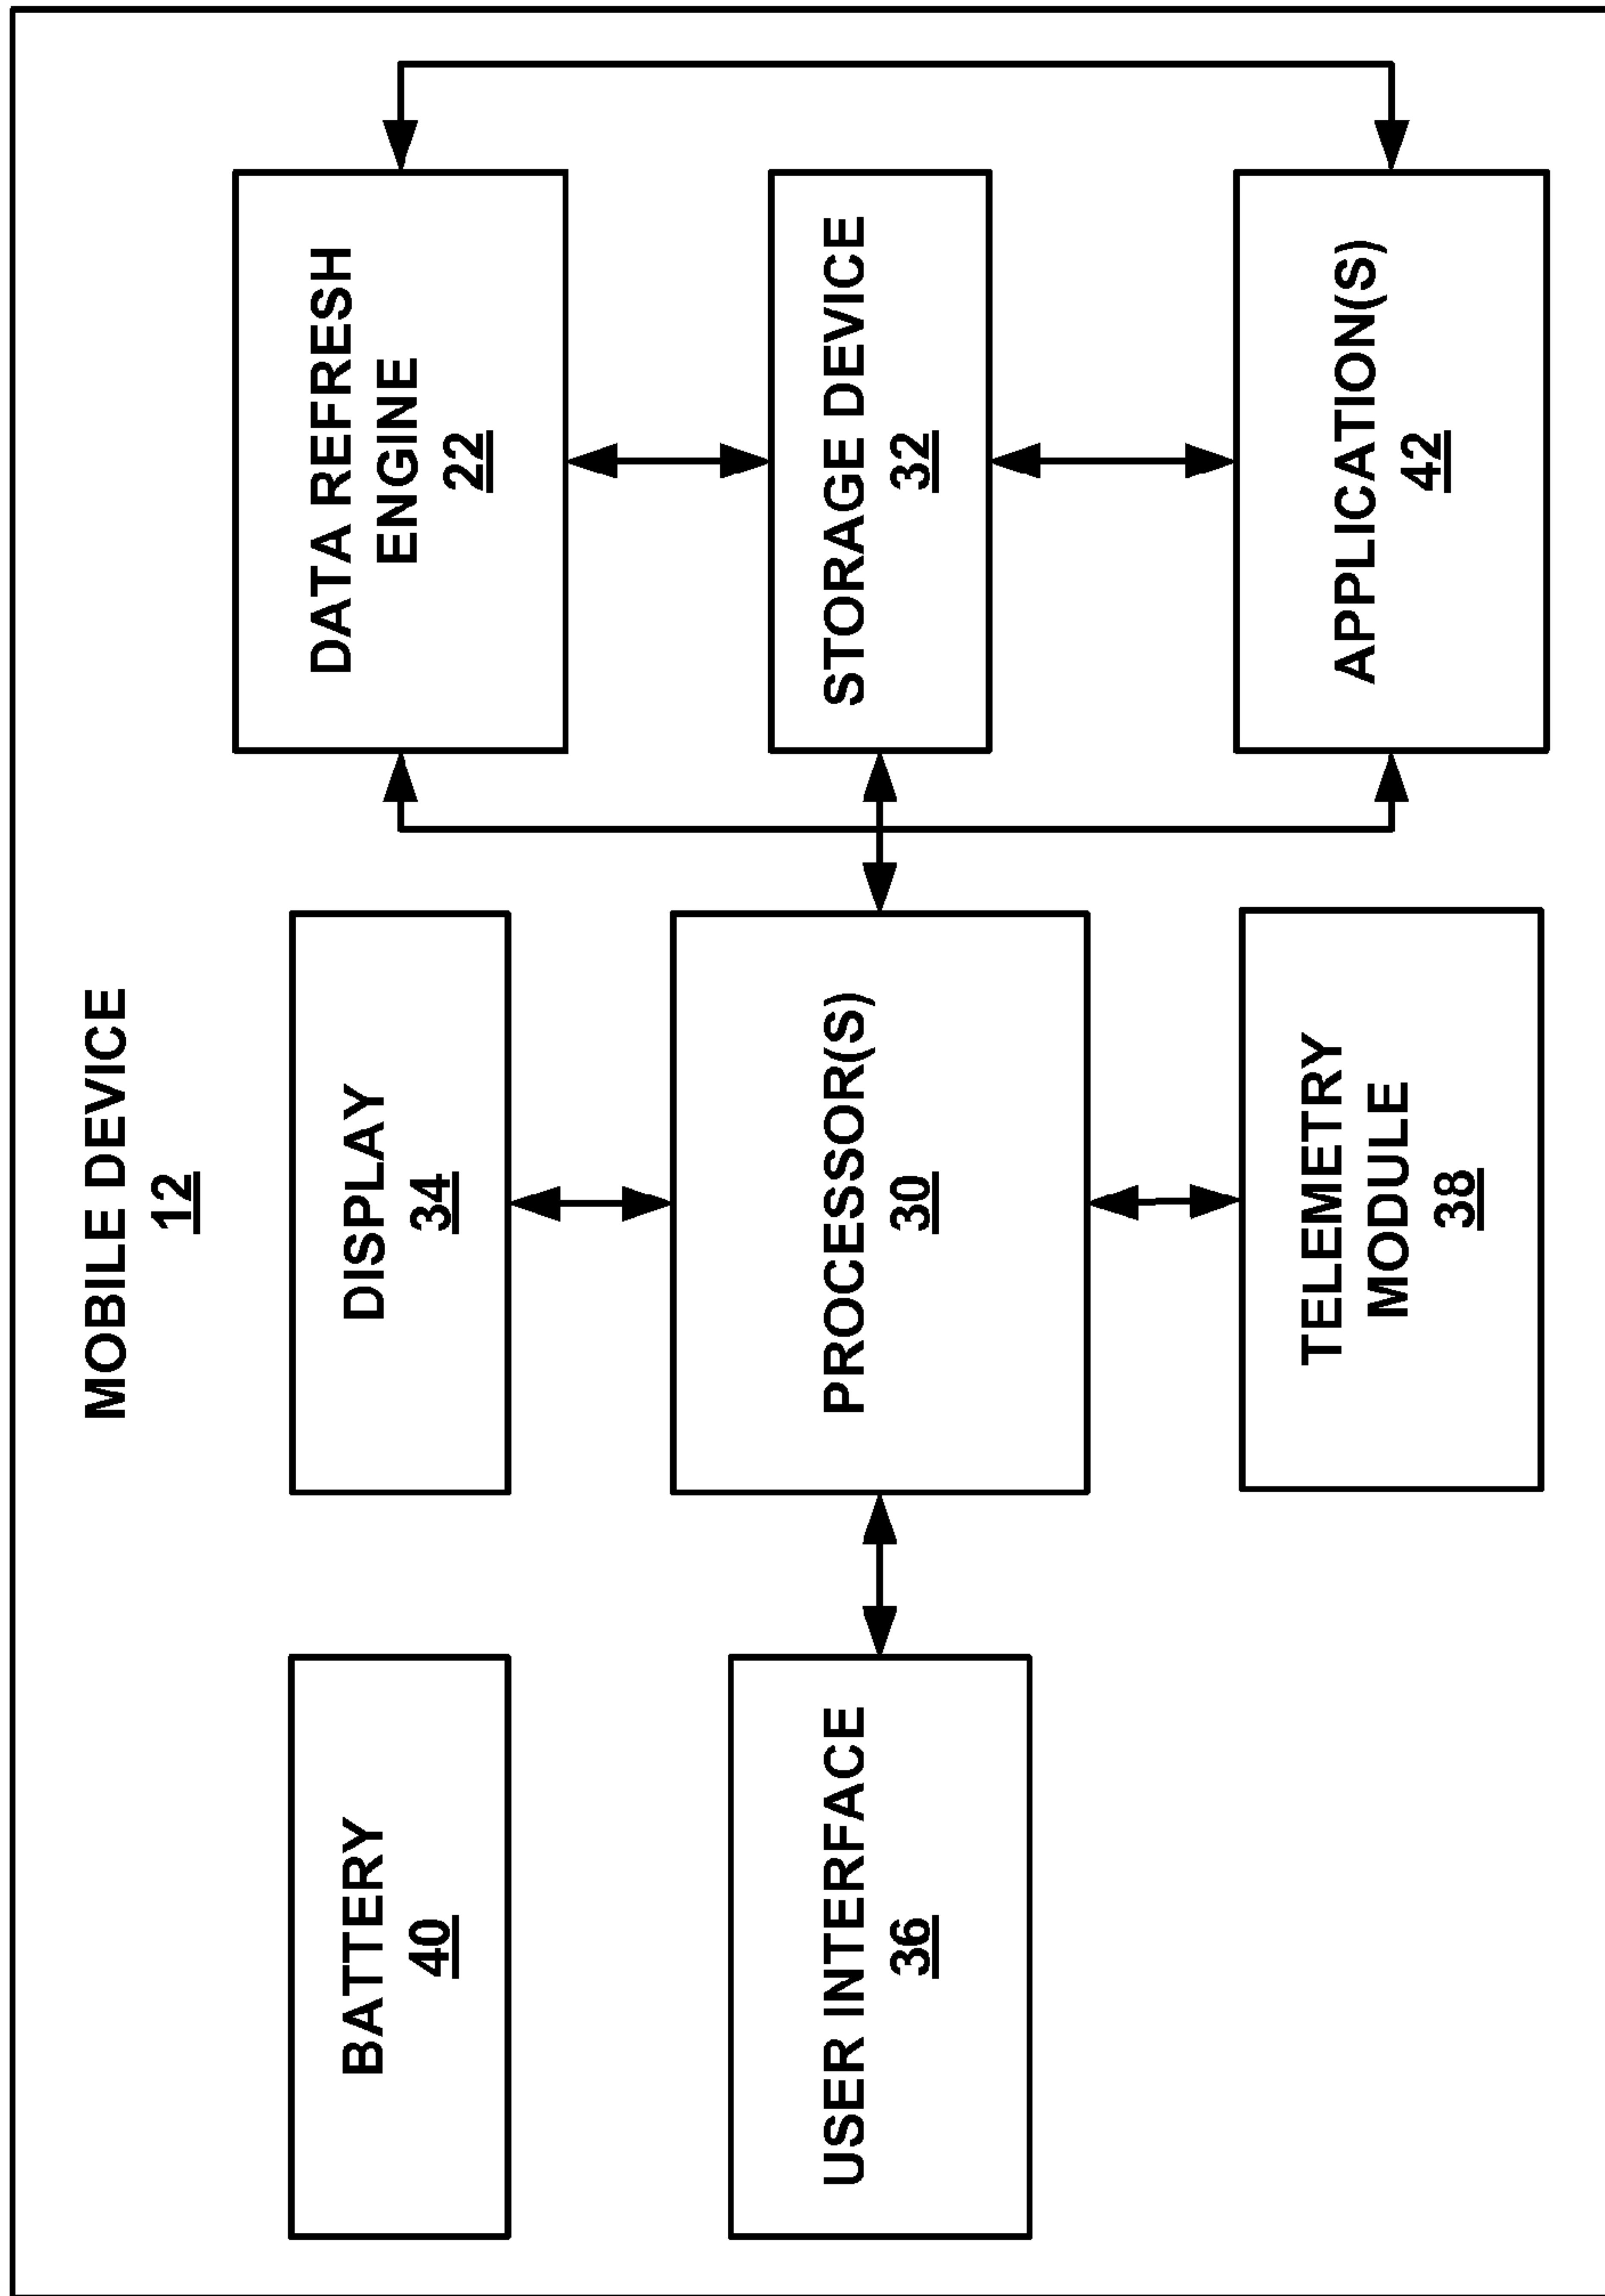 MOBILE DEVICE
12
BATTERY
40
DISPLAY
34
DATA REFRESH
ENGINE
22
USER INTERFACE
36
PROCESSOR(S)
30
STORAGE DEVICE
32
TELEMETRY
MODULE
38
APPLICATION(S)
42